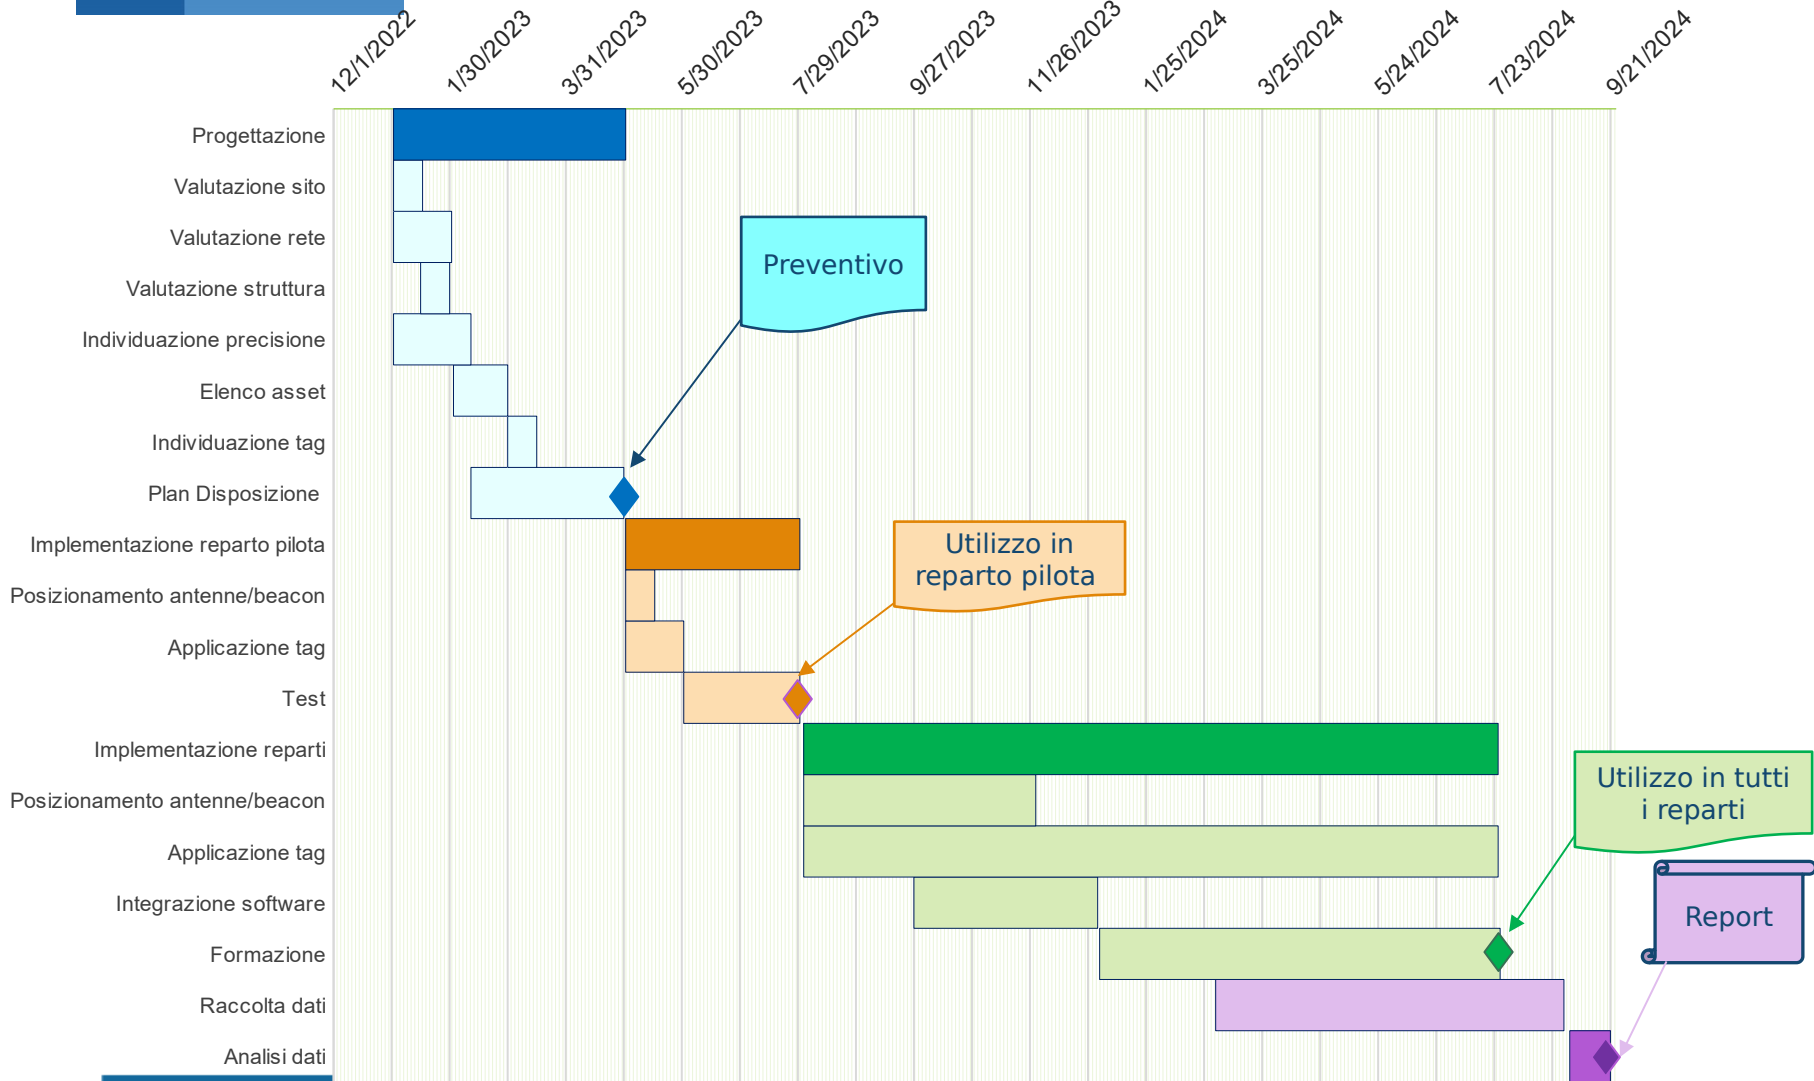 12/1/2022
1/30/2023
3/31/2023
5/30/2023
7/29/2023
9/27/2023
11/26/2023
1/25/2024
3/25/2024
5/24/2024
7/23/2024
9/21/2024
Progettazione
Valutazione sito
Valutazione rete
Preventivo
Valutazione struttura
Individuazione precisione
Elenco asset
Individuazione tag
Plan Disposizione
Implementazione reparto pilota
Utilizzo in
reparto pilota
Posizionamento antenne/beacon
Applicazione tag
Test
Implementazione reparti
Utilizzo in tutti
i reparti
Posizionamento antenne/beacon
Applicazione tag
Integrazione software
Report
Formazione
Raccolta dati
Analisi dati